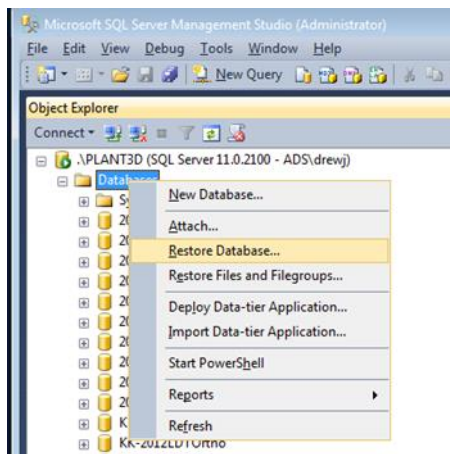 Microsoft SQL Server Management Studio (Administrator)
File Edit View Debug Tools Window Help
New Query
Object Explorer
Connect
.\PLANT3D (SQL Server 11.0.2100 - ADS\drewj)
Databases
New Database...
Attach...
Restore Database...
Restore Files and Filegroups...
Deploy Data-tier Application...
Import Data-tier Application...
Start PowerShell
Reports
Refresh
KK-2012LDTOrtho